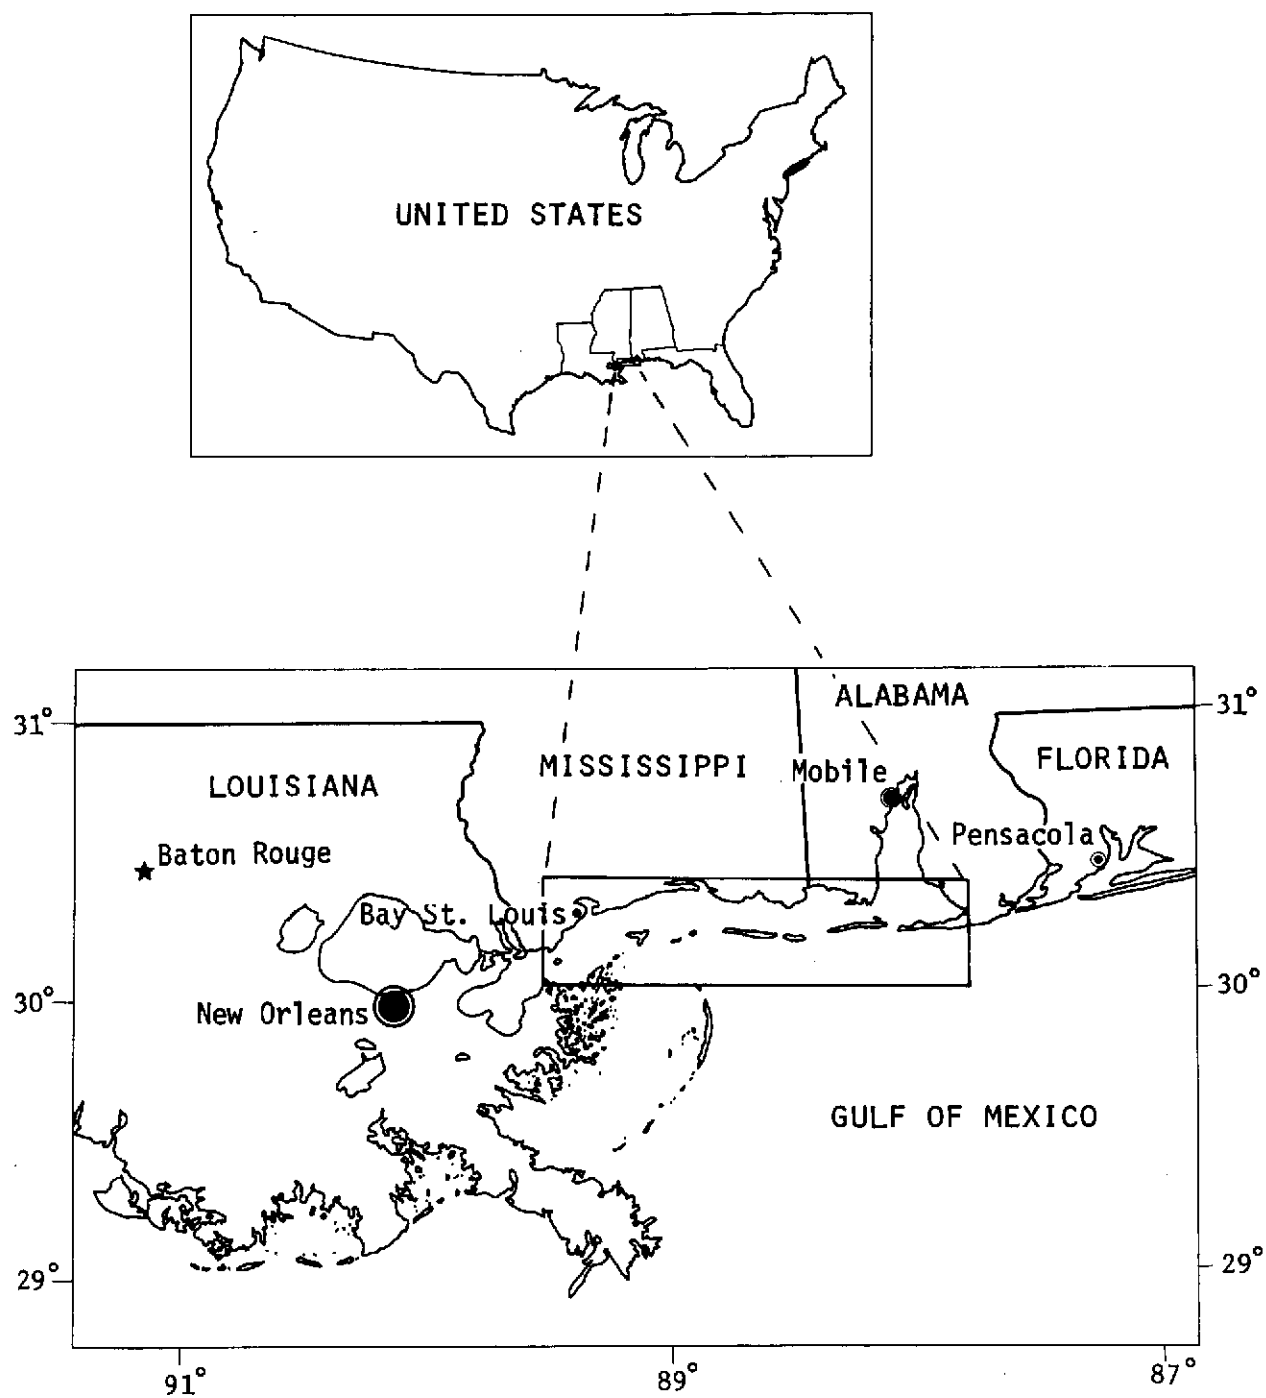 UNITED STATES
ALABAMA
31°
31°
MISSISSIPPI
FLORIDA
Mobile
LOUISIANA
Pensacola
Baton Rouge
Bay St. Louis
30°
30°
New Orleans
GULF OF MEXICO
29°
29°
91°
89°
87°